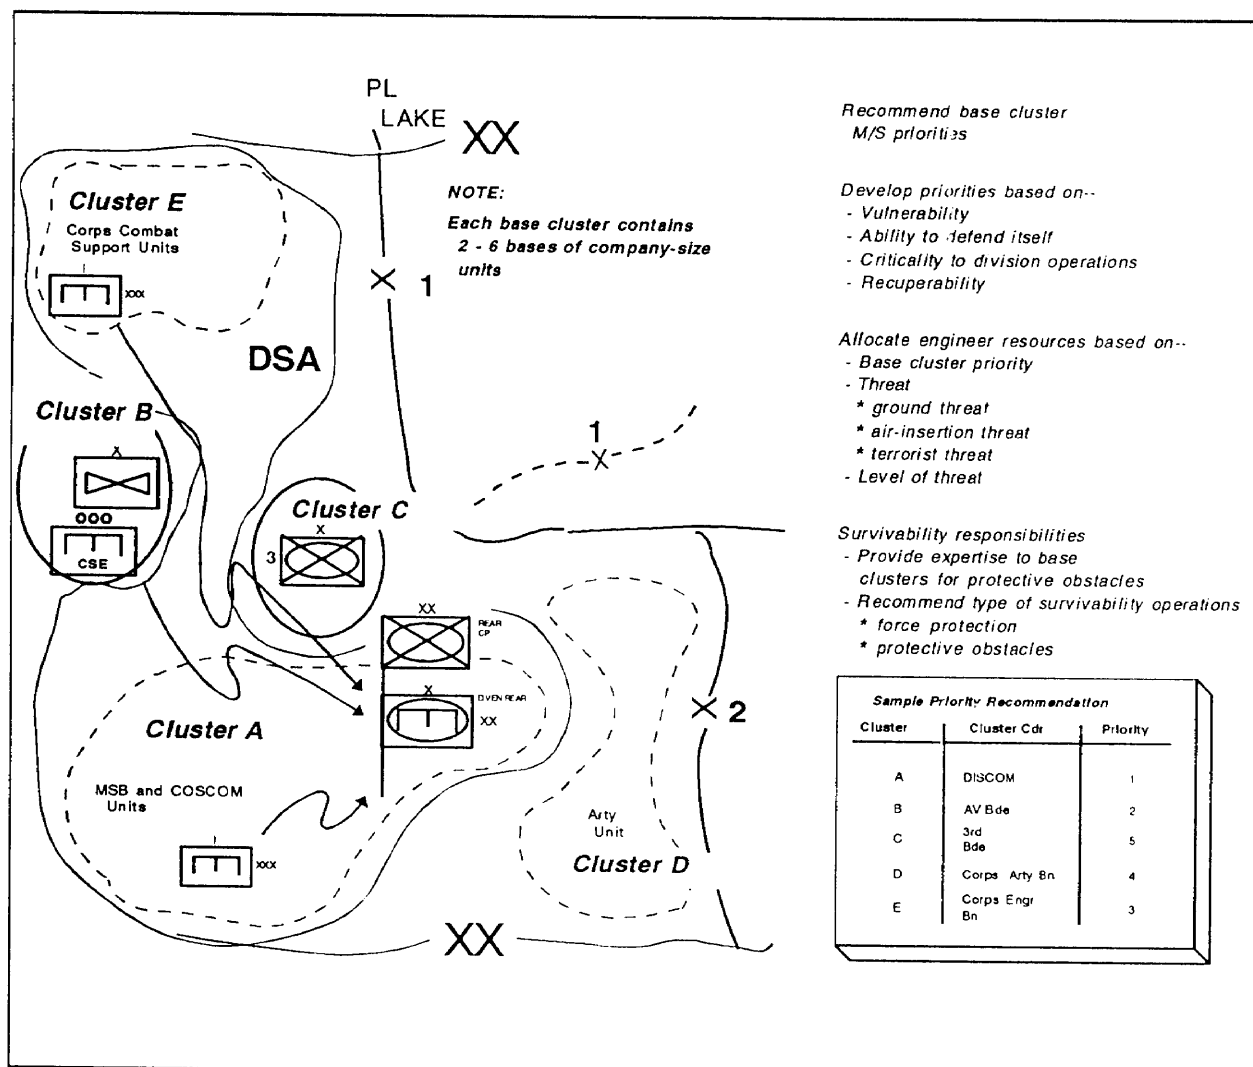 PL
LAKE
XX
NOTE:
Each base cluster contains
2 - 6 bases of company-size
units
Cluster E
Corps Combat
Support Units
I
XXX
X 1
DSA
Cluster B
X
OOO
CSE
1
X
Cluster C
X
3
XX
REAR
CP
X
DIVEN REAR
XX
Cluster A
MSB and COSCOM
Units
I
XXX
X 2
Arty
Unit
Cluster D
XX
Recommend base cluster
M/S priorities
Develop priorities based on--
- Vulnerability
- Ability to defend itself
- Criticality to division operations
- Recuperability
Allocate engineer resources based on--
- Base cluster priority
- Threat
* ground threat
* air-insertion threat
* terrorist threat
- Level of threat
Survivability responsibilities
- Provide expertise to base
clusters for protective obstacles
- Recommend type of survivability operations
* force protection
* protective obstacles
Sample Priority Recommendation
Cluster Cluster Cdr Priority
A DISCOM 1
B AV Bde 2
C 3rd Bde 5
D Corps Arty Bn 4
E Corps Engr Bn 3